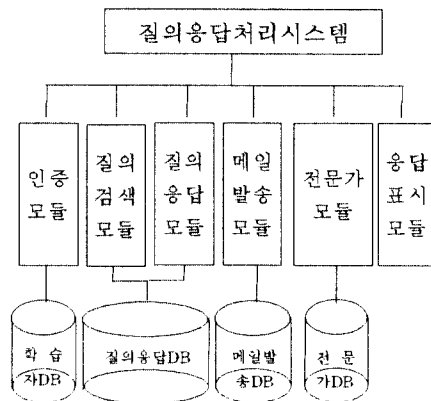 질의응답처리시스템
인증
모듈
질의
검색
모듈
질의
응답
모듈
메일
발송
모듈
전문가
모듈
응답
표시
모듈
학 습
자DB
질의응답DB
메일발
송DB
전 문
가DB